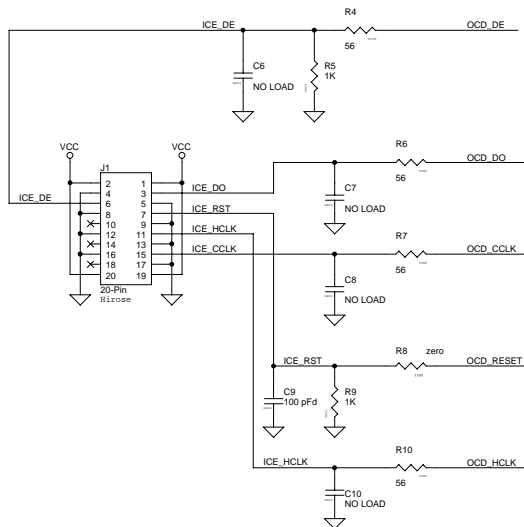 ICE_DE
R4
OCD_DE
56
C6
NO LOAD
R5
1K
VCC
VCC
J1
ICE_DE
2
4
6
8
10
12
14
16
18
20
1
3
5
7
9
11
13
15
17
19
20-Pin
Hirose
ICE_DO
ICE_RST
ICE_HCLK
ICE_CCLK
R6
OCD_DO
56
C7
NO LOAD
R7
OCD_CCLK
56
C8
NO LOAD
ICE_RST
R8
zero
OCD_RESET
C9
100 pFd
R9
1K
ICE_HCLK
R10
OCD_HCLK
56
C10
NO LOAD